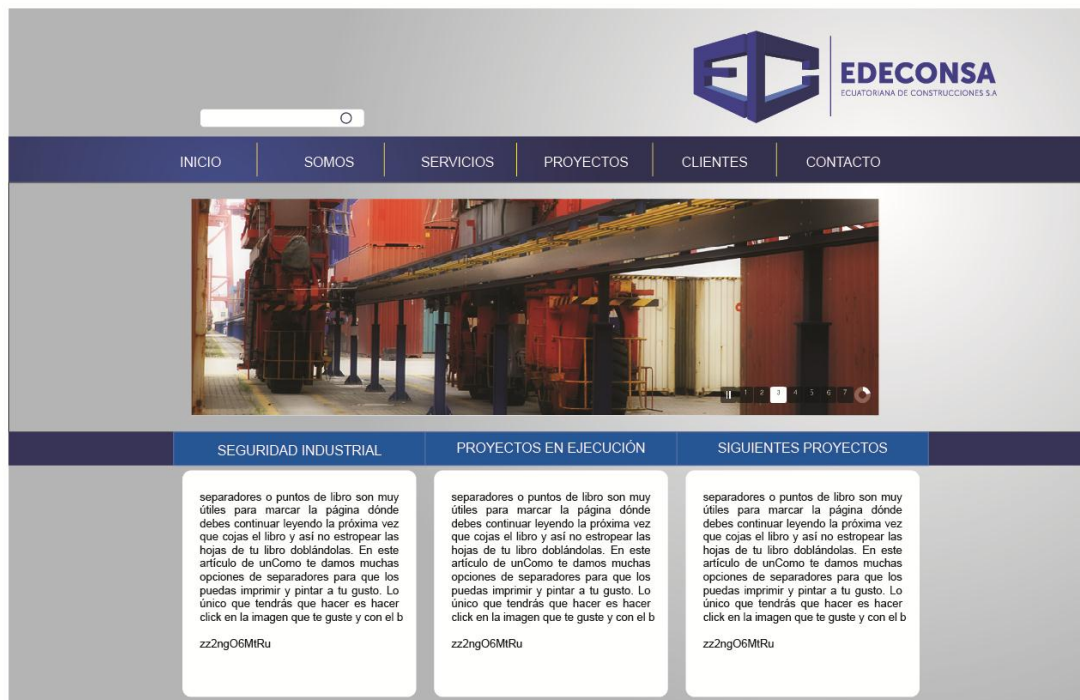 EDECONSA
ECUATORIANA DE CONSTRUCCIONES S.A
INICIO
SOMOS
SERVICIOS
PROYECTOS
CLIENTES
CONTACTO
1 2 3 4 5 6 7
SEGURIDAD INDUSTRIAL
separadores o puntos de libro son muy
útiles para marcar la página dónde
debes continuar leyendo la próxima vez
que cojas el libro y así no estropear las
hojas de tu libro doblándolas. En este
artículo de unComo te damos muchas
opciones de separadores para que los
puedas imprimir y pintar a tu gusto. Lo
único que tendrás que hacer es hacer
click en la imagen que te guste y con el b
zz2ngO6MtRu
PROYECTOS EN EJECUCIÓN
separadores o puntos de libro son muy
útiles para marcar la página dónde
debes continuar leyendo la próxima vez
que cojas el libro y así no estropear las
hojas de tu libro doblándolas. En este
artículo de unComo te damos muchas
opciones de separadores para que los
puedas imprimir y pintar a tu gusto. Lo
único que tendrás que hacer es hacer
click en la imagen que te guste y con el b
zz2ngO6MtRu
SIGUIENTES PROYECTOS
separadores o puntos de libro son muy
útiles para marcar la página dónde
debes continuar leyendo la próxima vez
que cojas el libro y así no estropear las
hojas de tu libro doblándolas. En este
artículo de unComo te damos muchas
opciones de separadores para que los
puedas imprimir y pintar a tu gusto. Lo
único que tendrás que hacer es hacer
click en la imagen que te guste y con el b
zz2ngO6MtRu